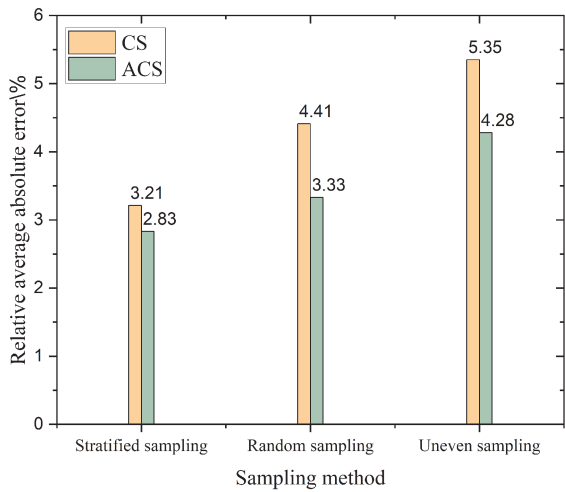 6
5
4
3
2
1
0
Relative average absolute error\%
CS
ACS
3.21
2.83
4.41
3.33
5.35
4.28
Stratified sampling
Random sampling
Uneven sampling
Sampling method